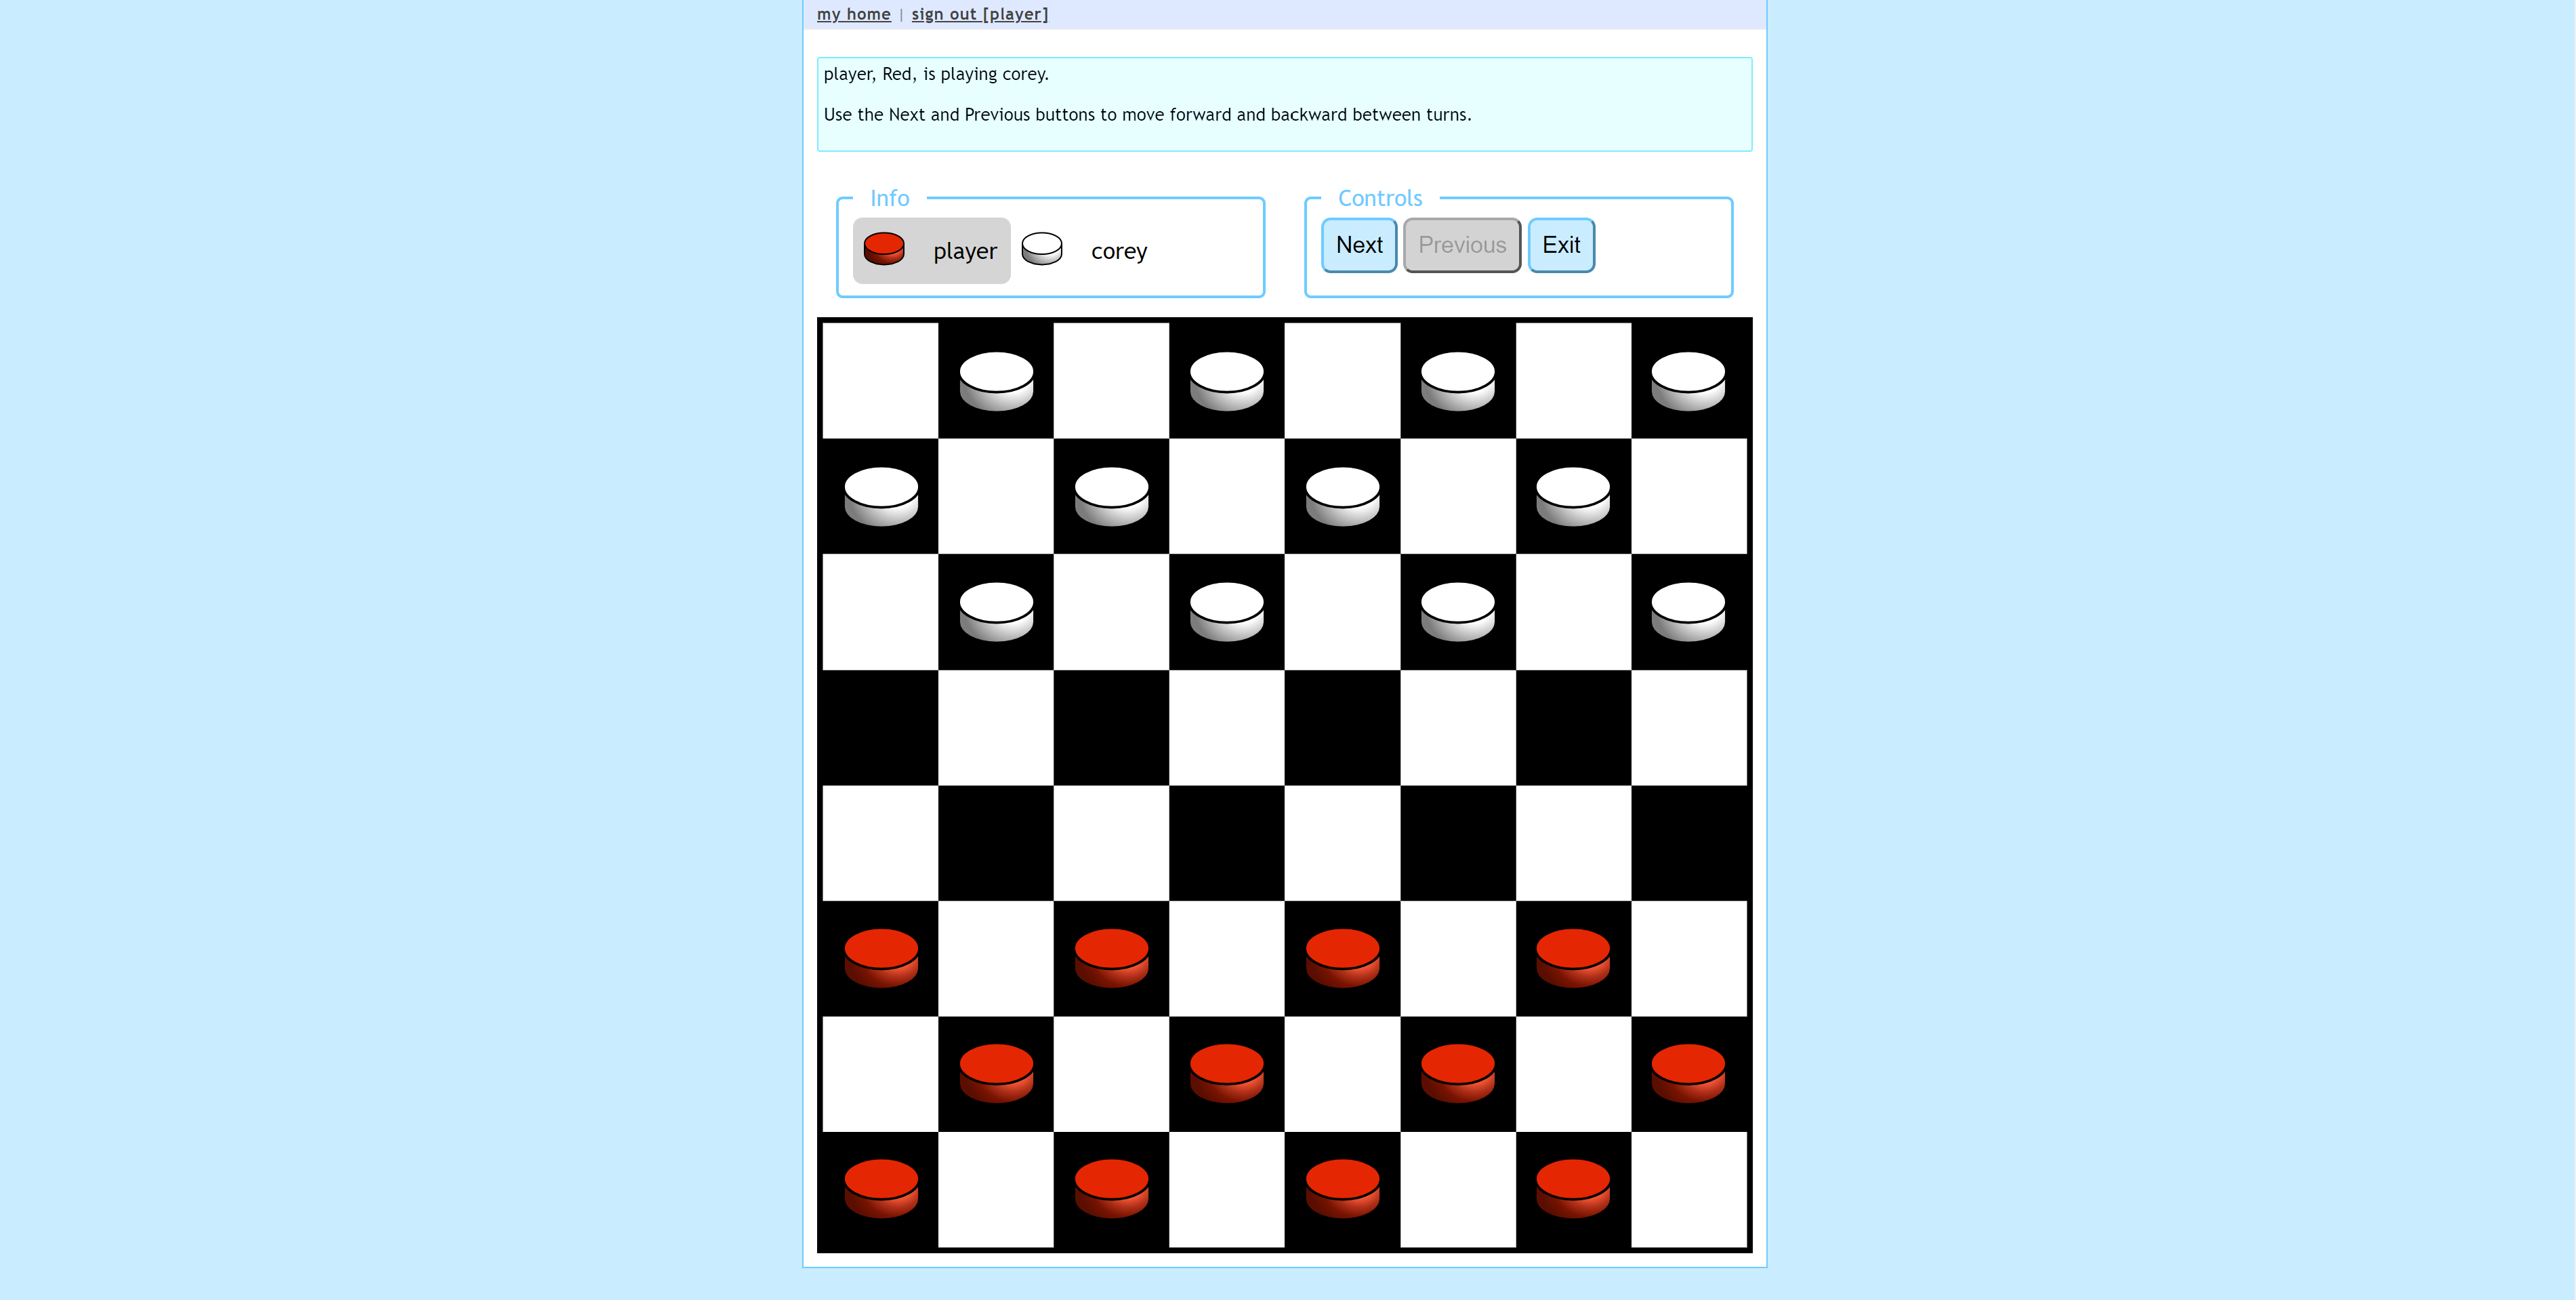 my home | sign out [player]
player, Red, is playing corey.
Use the Next and Previous buttons to move forward and backward between turns.
Info
player corey
Controls
Next Previous Exit